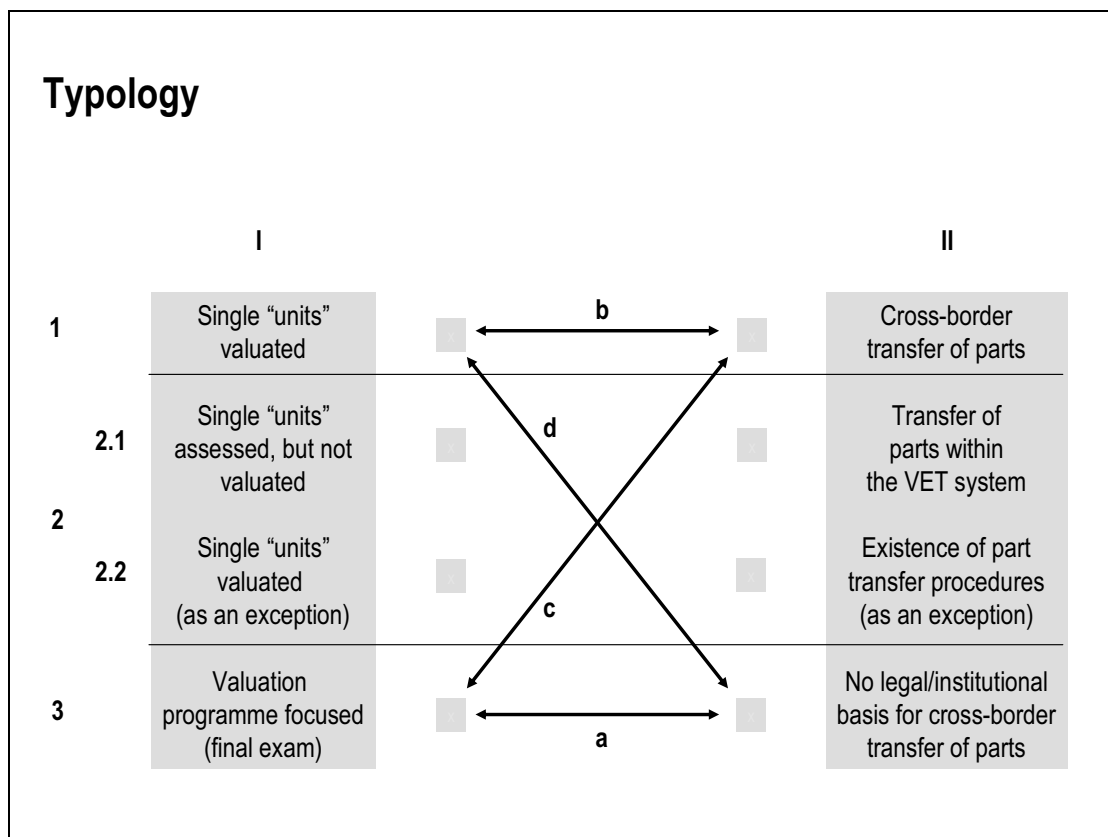 Typology
I
II
1
Single “units”
valuated
x
b
x
Cross-border
transfer of parts
2.1
Single “units”
assessed, but not
valuated
x
d
x
Transfer of
parts within
the VET system
2
2.2
Single “units”
valuated
(as an exception)
x
c
x
Existence of part
transfer procedures
(as an exception)
3
Valuation
programme focused
(final exam)
x
a
x
No legal/institutional
basis for cross-border
transfer of parts